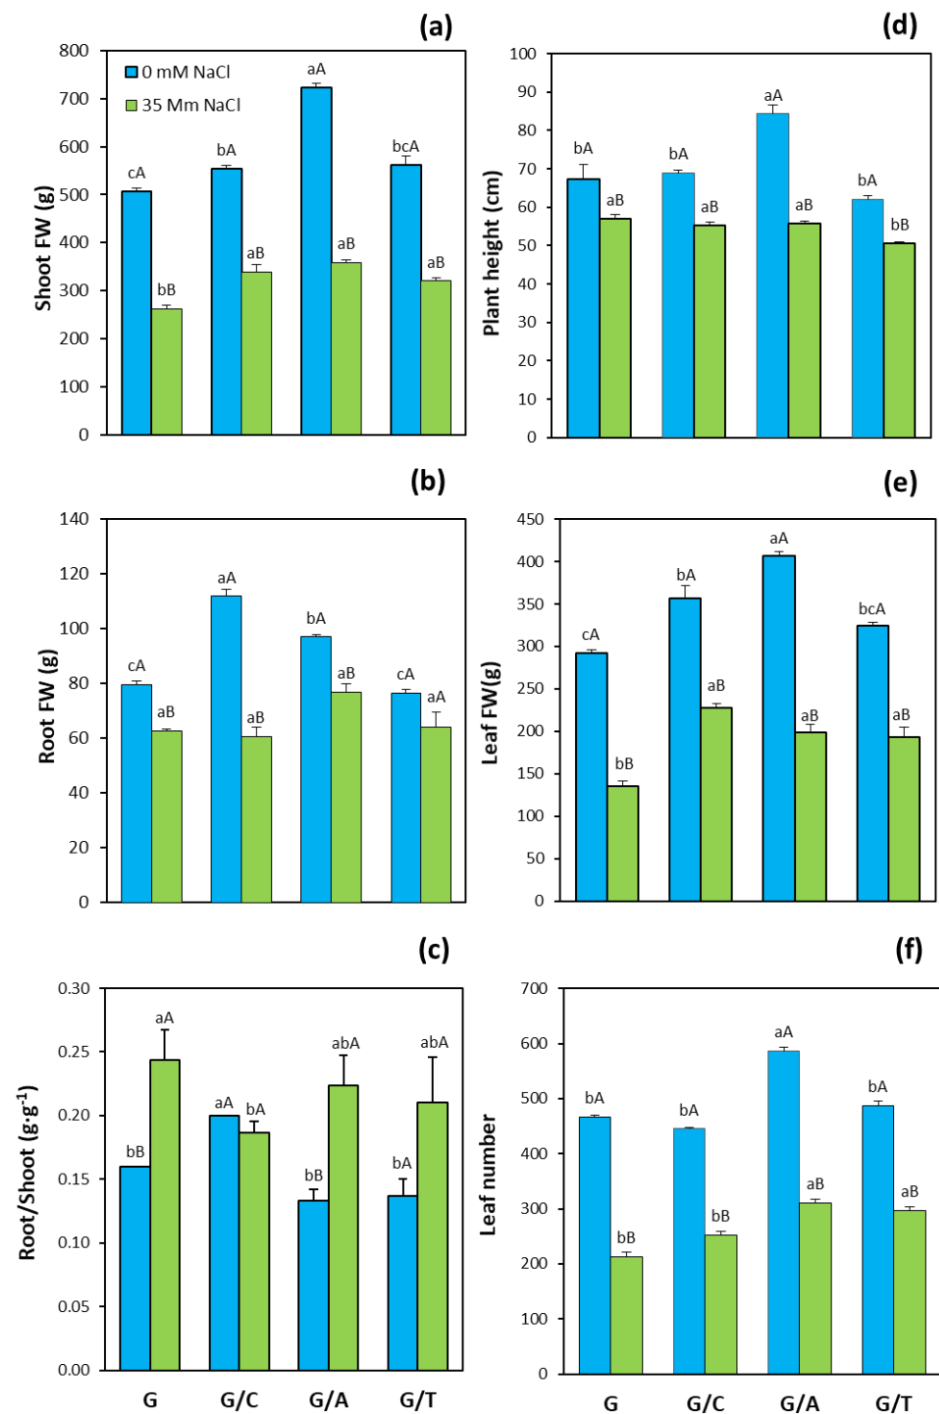 (a)
800
700
600
500
400
300
200
100
0
Shoot FW (g)
0 mM NaCl
35 Mm NaCl
cA
bB
bA
aB
aA
aB
bcA
aB
(d)
100
90
80
70
60
50
40
30
20
10
0
Plant height (cm)
bA
aB
bA
aB
aA
aB
bA
bB
(b)
140
120
100
80
60
40
20
0
Root FW (g)
cA
aB
aA
aB
bA
aB
cA
aA
(e)
450
400
350
300
250
200
150
100
50
0
Leaf FW(g)
cA
bB
bA
aB
aA
aB
bcA
aB
(c)
0.30
0.25
0.20
0.15
0.10
0.05
0.00
Root/Shoot (g·g⁻¹)
bB
aA
aA
bA
bB
abA
bA
abA
G
G/C
G/A
G/T
(f)
700
600
500
400
300
200
100
0
Leaf number
bA
bB
bA
bB
aA
aB
bA
aB
G
G/C
G/A
G/T